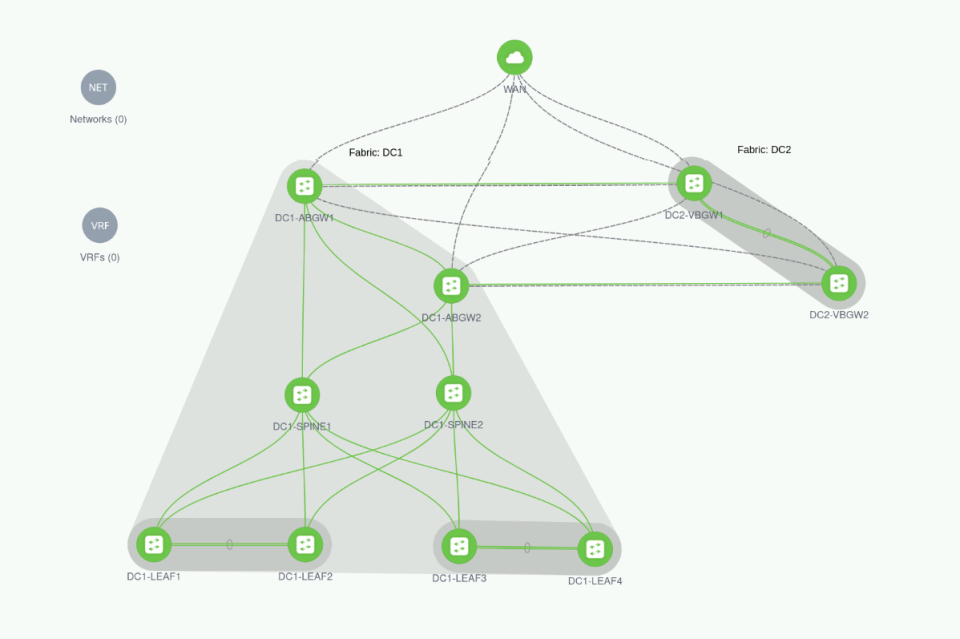 WAN
NET
Networks (0)
Fabric: DC1
Fabric: DC2
DC1-ABGW1
DC2-VBGW1
VRF
VRFs (0)
DC1-ABGW2
DC2-VBGW2
DC1-SPINE1
DC1-SPINE2
DC1-LEAF1
DC1-LEAF2
DC1-LEAF3
DC1-LEAF4